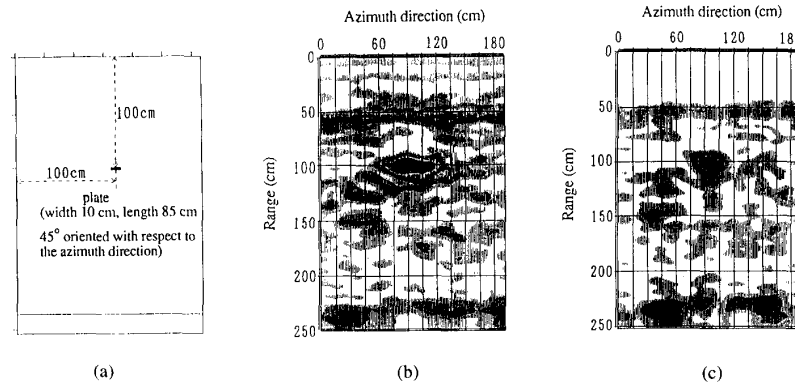 100cm
100cm
plate
(width 10 cm, length 85 cm
45° oriented with respect to
the azimuth direction)
(a)
Azimuth direction (cm)
0 60 120 180
0
50
100
150
200
250
Range (cm)
(b)
Azimuth direction (cm)
0 60 120 180
0
50
100
150
200
250
Range (cm)
(c)